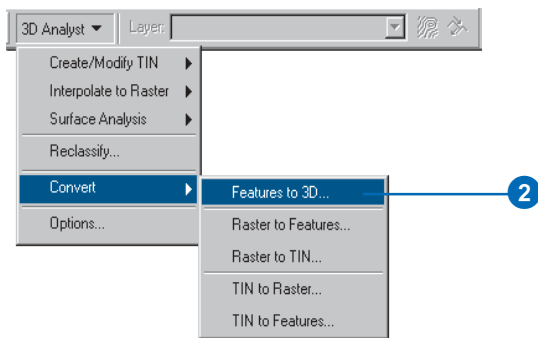 3D Analyst Layer:
Create/Modify TIN
Interpolate to Raster
Surface Analysis
Reclassify...
Convert
Options...
Features to 3D...
Raster to Features...
Raster to TIN...
TIN to Raster...
TIN to Features...
2